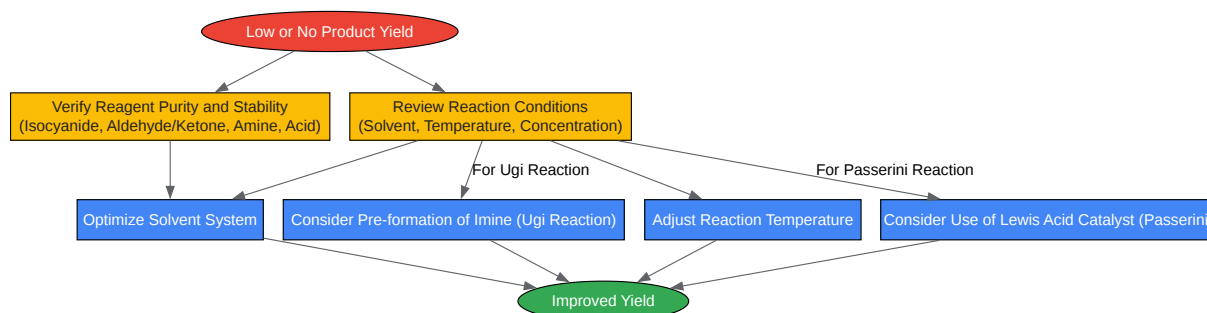 Low or No Product Yield
Verify Reagent Purity and Stability
(Isocyanide, Aldehyde/Ketone, Amine, Acid)
Review Reaction Conditions
(Solvent, Temperature, Concentration)
For Ugi Reaction
For Passerini Reaction
Optimize Solvent System
Consider Pre-formation of Imine (Ugi Reaction)
Adjust Reaction Temperature
Consider Use of Lewis Acid Catalyst (Passerini
Improved Yield